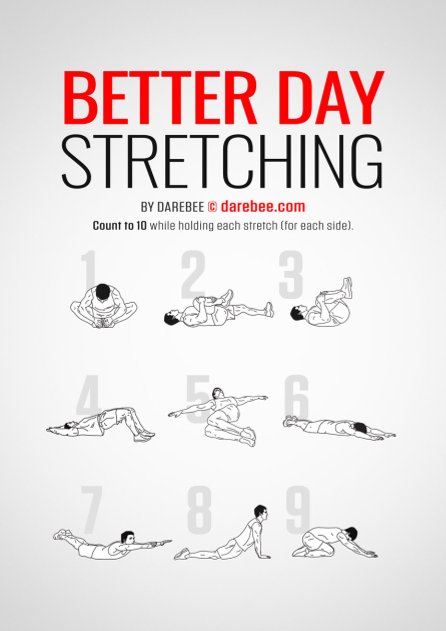 BETTER DAY
STRETCHING
BY DAREBEE © darebee.com
Count to 10 while holding each stretch (for each side).
1 2 3
4 5 6
7 8 9